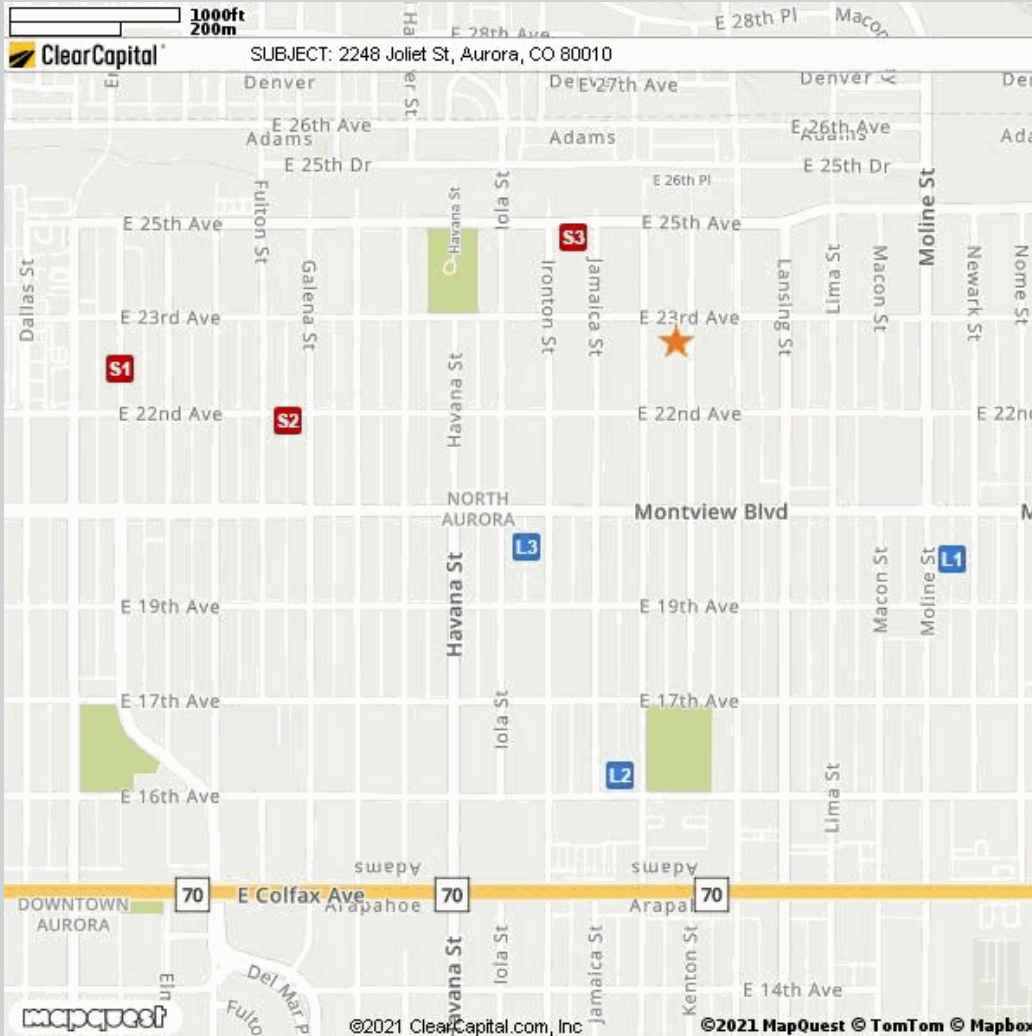 1000ft
200m
E 28th Ave
E 28th Pl
ClearCapital
SUBJECT: 2248 Joliet St, Aurora, CO 80010
Denver
E 27th Ave
Denver
E 26th Ave
Adams
Adams
E 26th Ave
Adams
E 25th Dr
E 25th Dr
E 26th Pl
Fulton St
Havana St
Iola St
Moline St
E 25th Ave
E 25th Ave
S3
Dallas St
Galena St
Ironton St
Jamaica St
Lansing St
Lima St
Macon St
Newark St
Nome St
E 23rd Ave
E 23rd Ave
S1
Havana St
E 22nd Ave
S2
E 22nd Ave
E 22n
NORTH
AURORA
Montview Blvd
M
L3
L1
Havana St
Macon St
Moline St
E 19th Ave
E 19th Ave
E 17th Ave
Iola St
E 17th Ave
L2
Lima St
E 16th Ave
Adams
Adams
70
E Colfax Ave
70
70
DOWNTOWN
AURORA
Arapahoe
Arapa
Iola St
Jamaica St
Kenton St
Del Mar P
E 14th Ave
mapquest
©2021 ClearCapital.com, Inc
©2021 MapQuest © TomTom © Mapbo